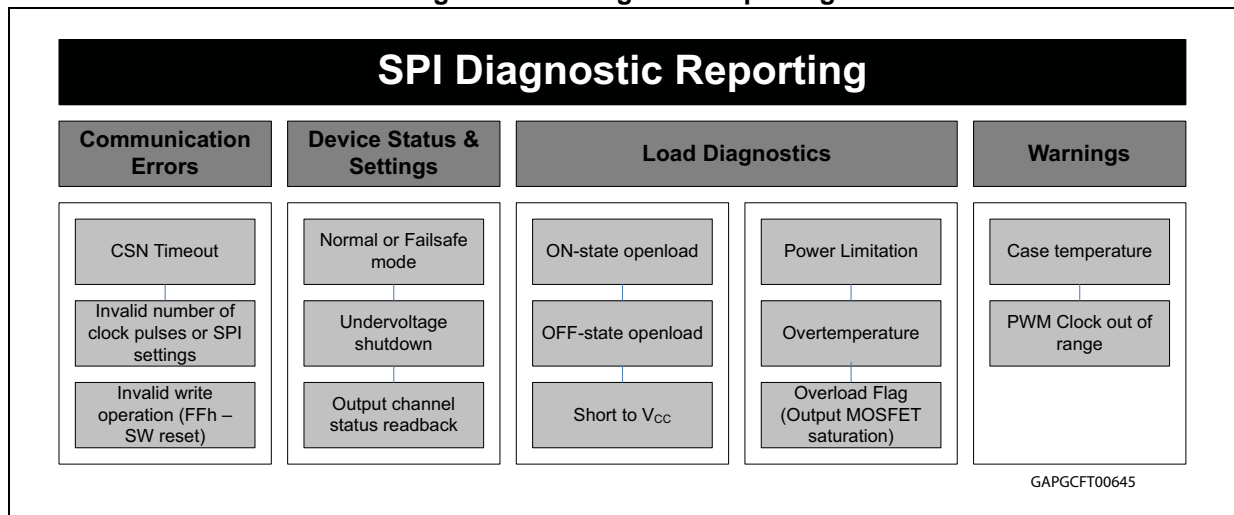 SPI Diagnostic Reporting
Communication
Errors
Device Status &
Settings
Load Diagnostics
Warnings
CSN Timeout
Invalid number of
clock pulses or SPI
settings
Invalid write
operation (FFh –
SW reset)
Normal or Failsafe
mode
Undervoltage
shutdown
Output channel
status readback
ON-state openload
OFF-state openload
Short to VCC
Power Limitation
Overtemperature
Overload Flag
(Output MOSFET
saturation)
Case temperature
PWM Clock out of
range
GAPGCFT00645